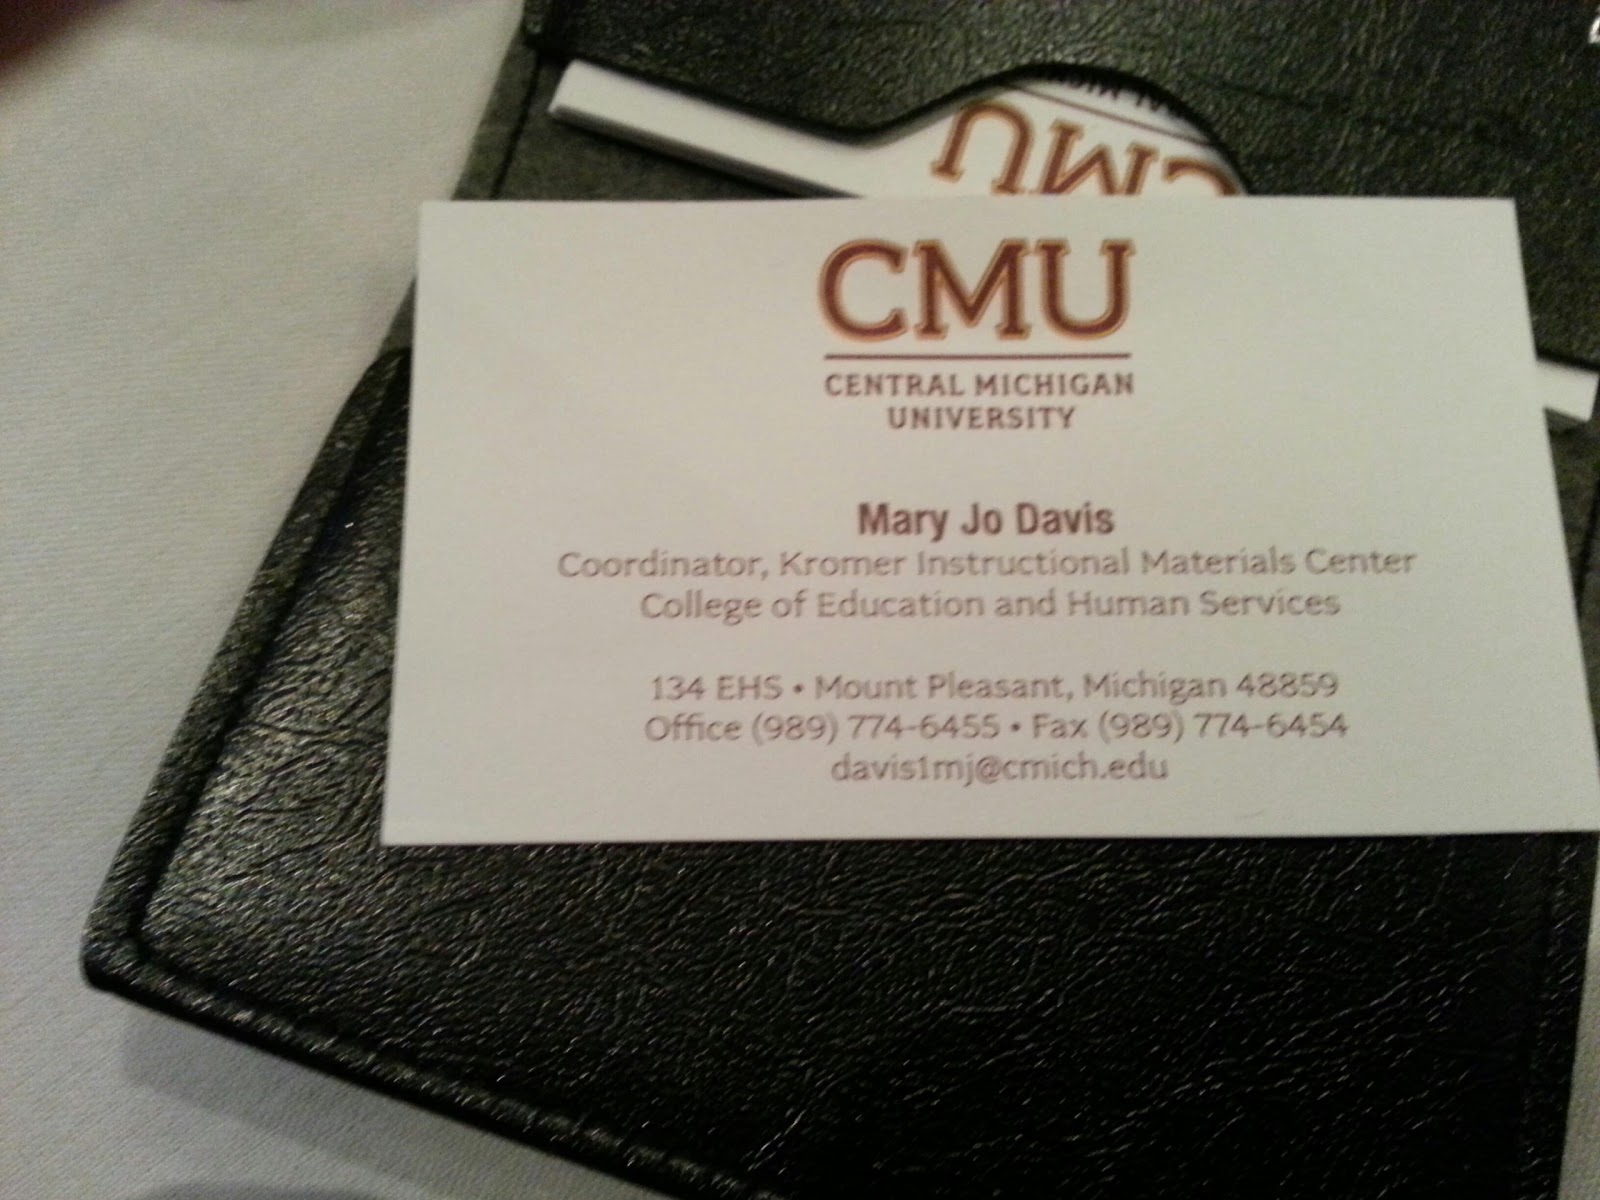 CMU
CMU
CENTRAL MICHIGAN
UNIVERSITY
Mary Jo Davis
Coordinator, Kromer Instructional Materials Center
College of Education and Human Services
134 EHS • Mount Pleasant, Michigan 48859
Office (989) 774-6455 • Fax (989) 774-6454
davis1mj@cmich.edu